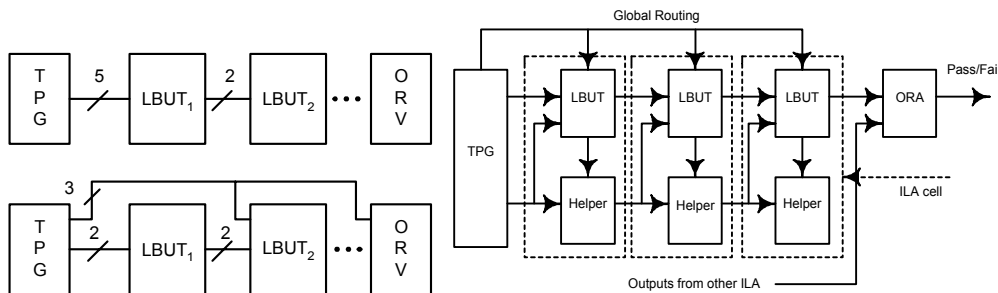 T
P
G
5
LBUT1
2
LBUT2
O
R
V
3
T
P
G
2
LBUT1
2
LBUT2
O
R
V
Global Routing
TPG
LBUT
LBUT
LBUT
ORA
Pass/Fai
Helper
Helper
Helper
ILA cell
Outputs from other ILA